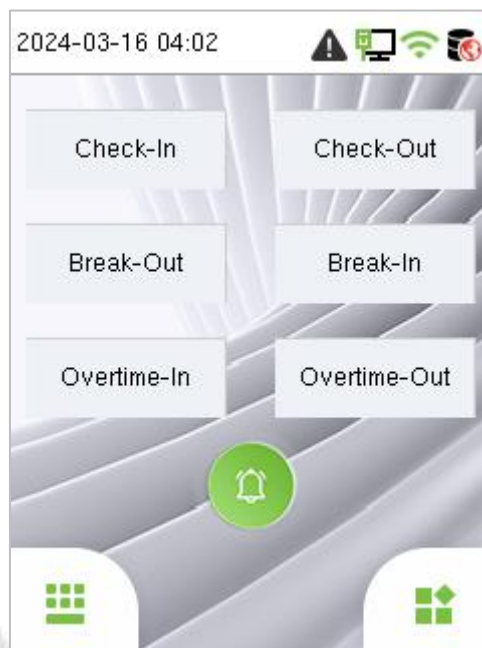 2024-03-16 04:02
Check-In
Check-Out
Break-Out
Break-In
Overtime-In
Overtime-Out